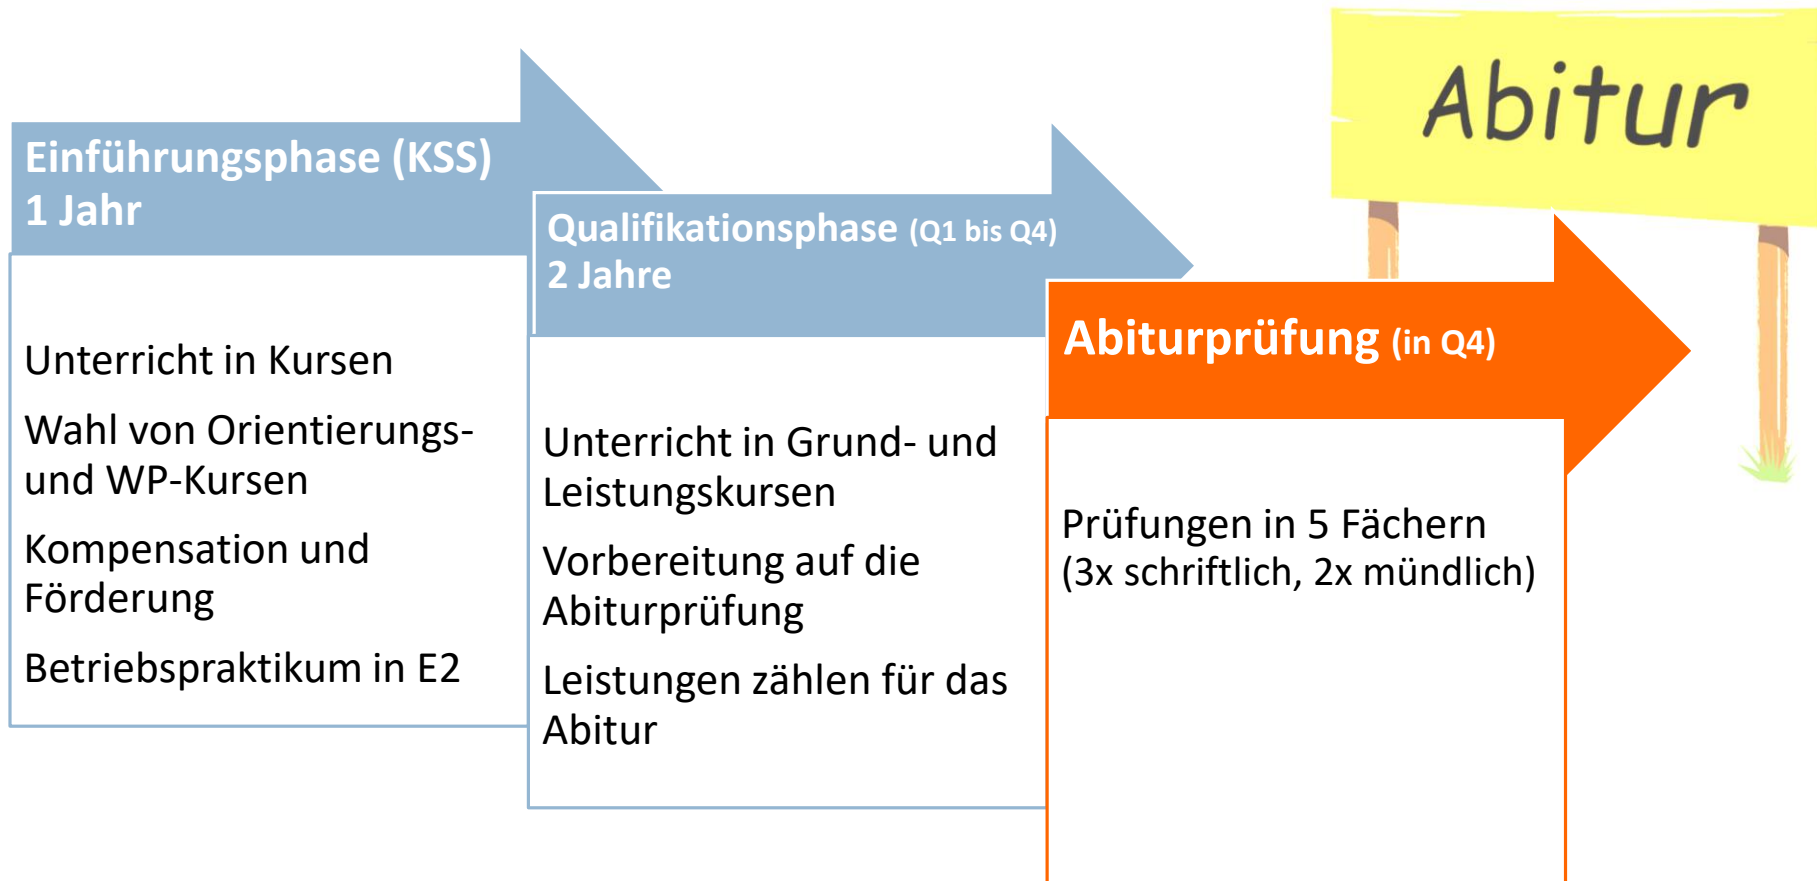 Abitur
Einführungsphase (KSS)
1 Jahr
Unterricht in Kursen
Wahl von Orientierungs-
und WP-Kursen
Kompensation und
Förderung
Betriebspraktikum in E2
Qualifikationsphase (Q1 bis Q4)
2 Jahre
Unterricht in Grund- und
Leistungskursen
Vorbereitung auf die
Abiturprüfung
Leistungen zählen für das
Abitur
Abiturprüfung (in Q4)
Prüfungen in 5 Fächern
(3x schriftlich, 2x mündlich)